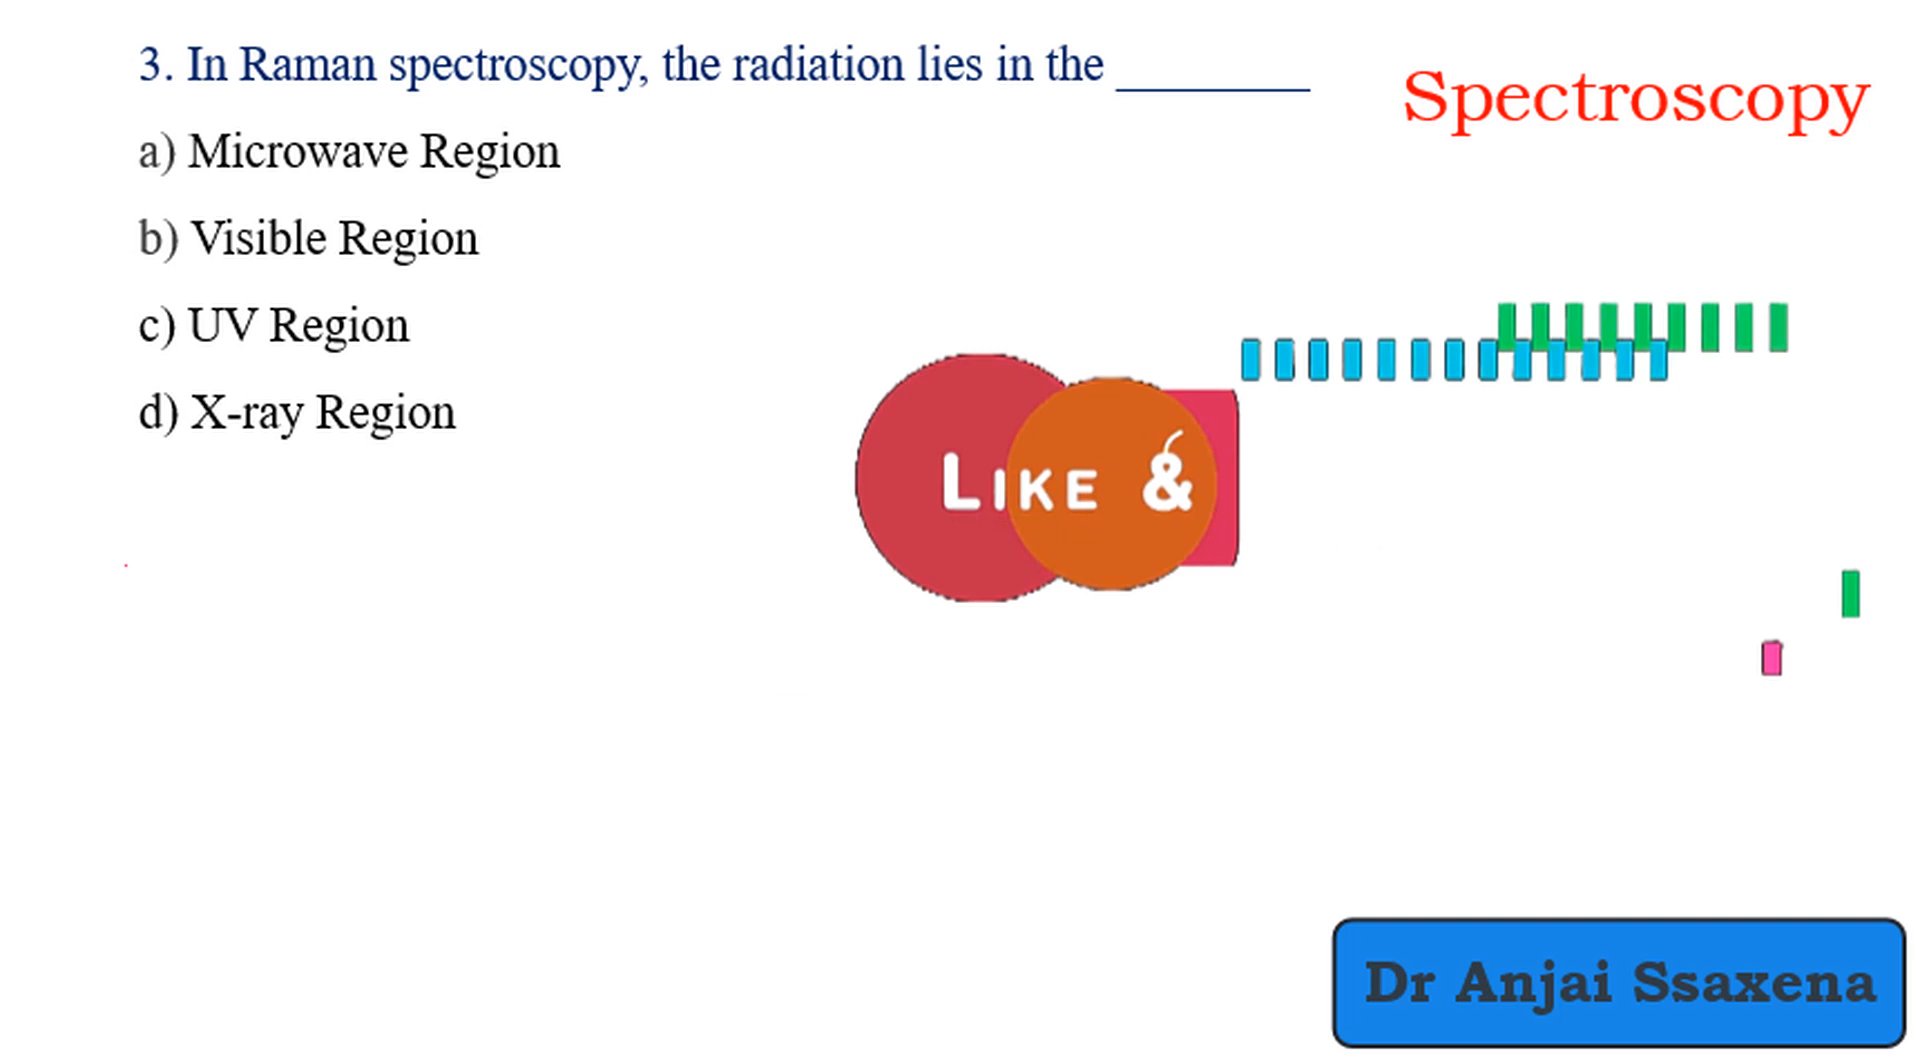 3. In Raman spectroscopy, the radiation lies in the ________
Spectroscopy
a) Microwave Region
b) Visible Region
c) UV Region
d) X-ray Region
LIKE &
Dr Anjai Ssaxena